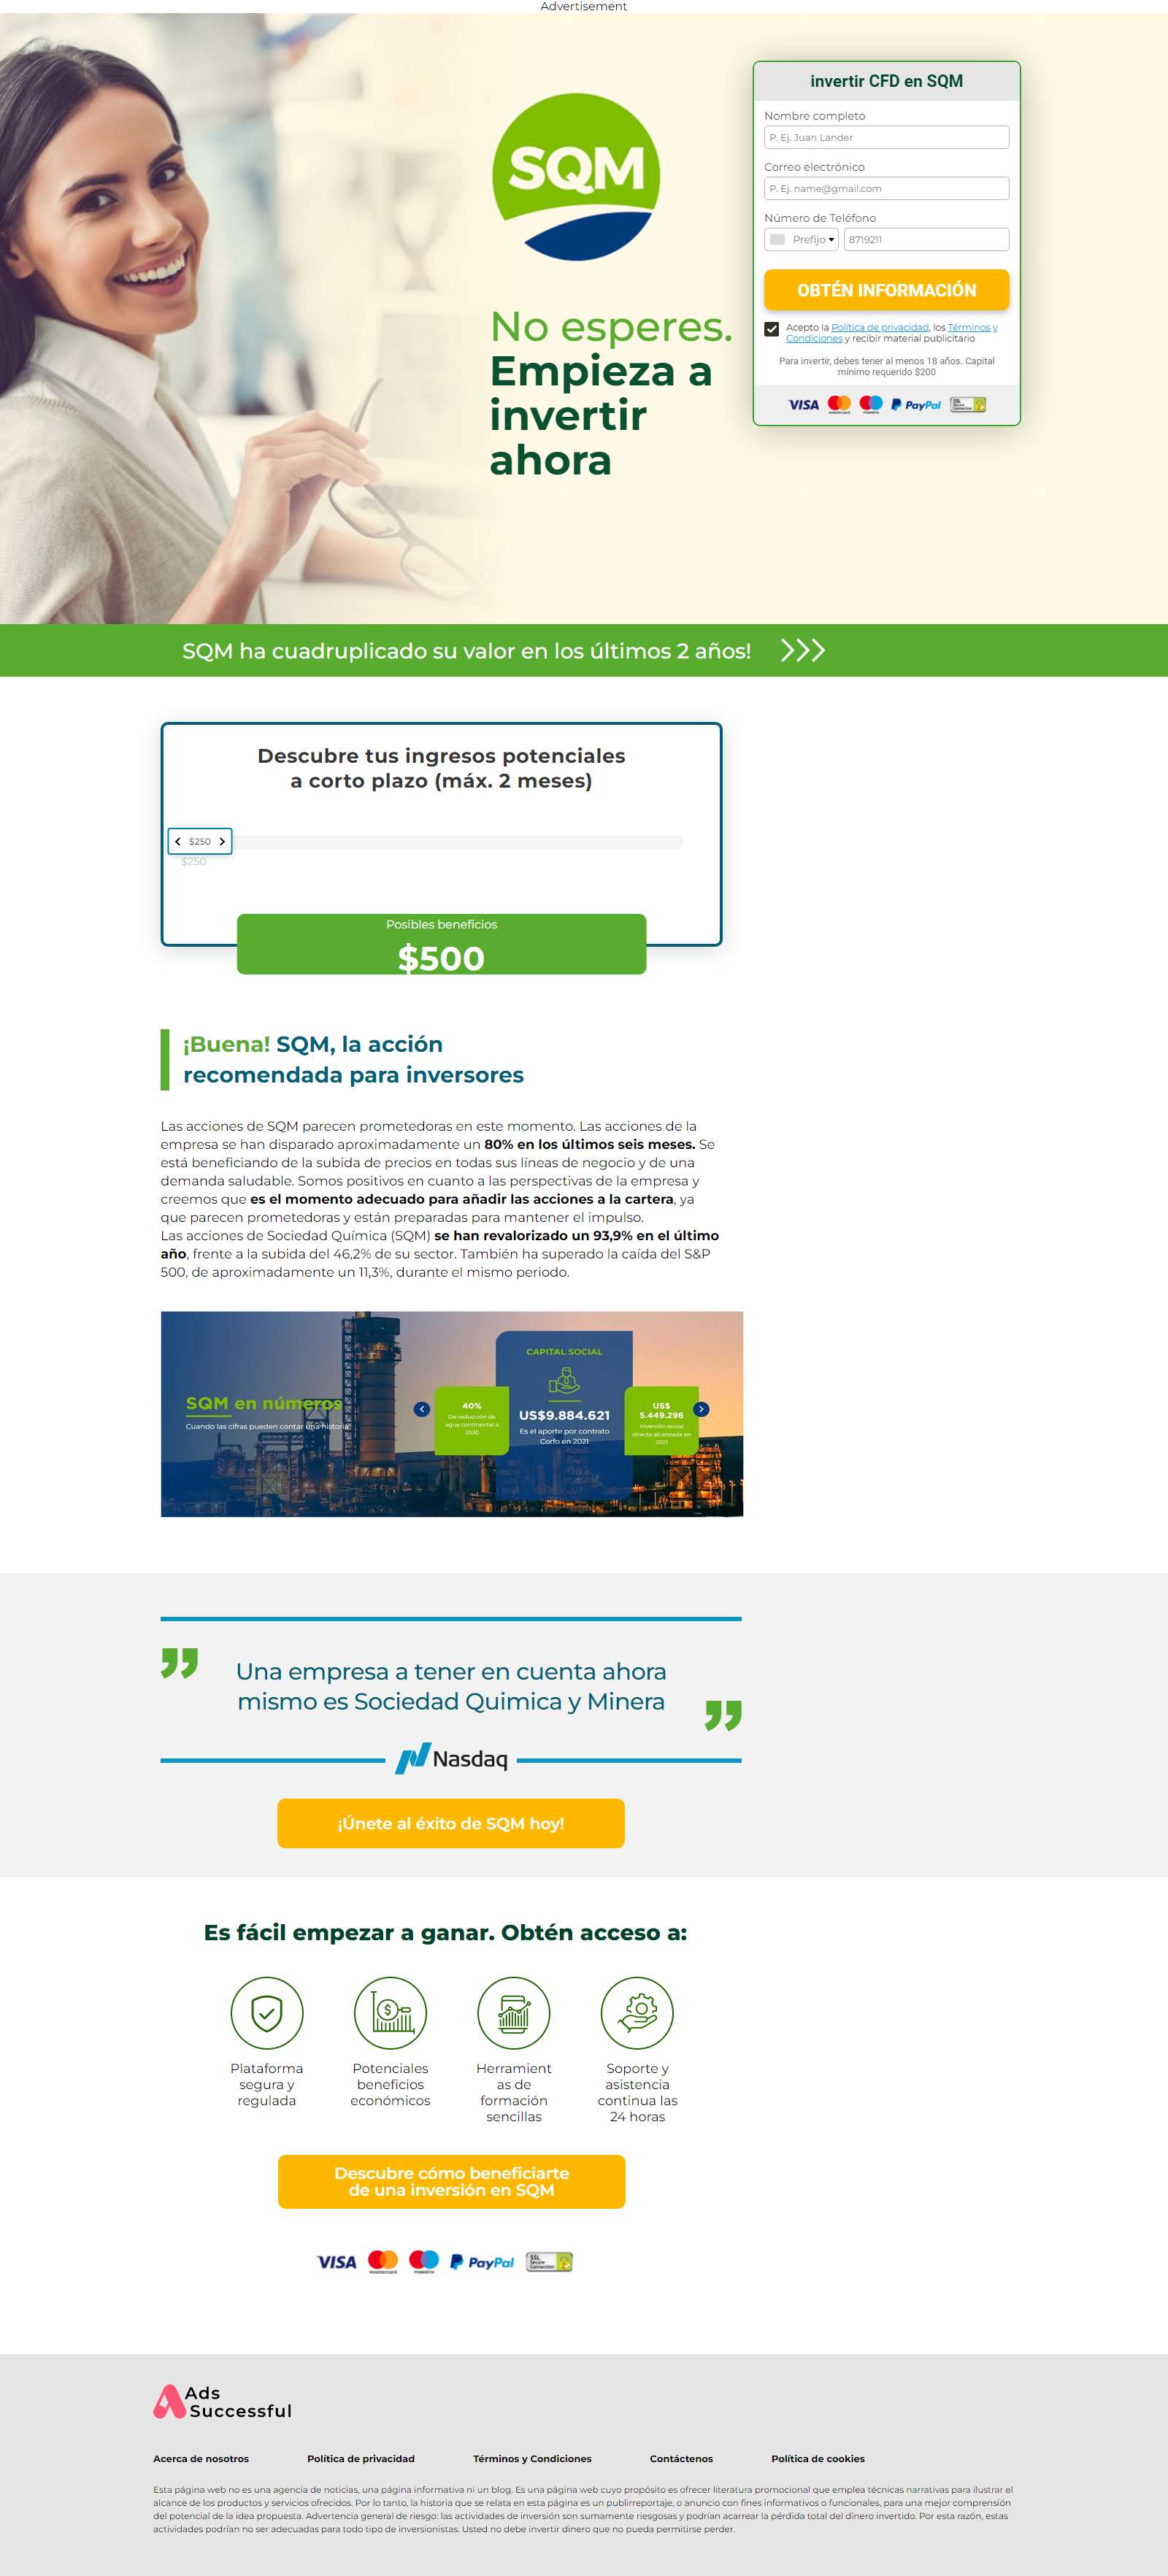 Advertisement
SQM
No esperes.
Empieza a
invertir
ahora
invertir CFD en SQM
Nombre completo
P. Ej. Juan Lander
Correo electrónico
P. Ej. name@gmail.com
Número de Teléfono
Prefijo 8719211
OBTÉN INFORMACIÓN
Acepto la Política de privacidad, los Términos y
Condiciones y recibir material publicitario
Para invertir, debes tener al menos 18 años. Capital
mínimo requerido $200
VISA mastercard maestro PayPal SSL Secure Connection
SQM ha cuadruplicado su valor en los últimos 2 años!
Descubre tus ingresos potenciales
a corto plazo (máx. 2 meses)
$250
$250
Posibles beneficios
$500
¡Buena! SQM, la acción
recomendada para inversores
Las acciones de SQM parecen prometedoras en este momento. Las acciones de la
empresa se han disparado aproximadamente un 80% en los últimos seis meses. Se
está beneficiando de la subida de precios en todas sus líneas de negocio y de una
demanda saludable. Somos positivos en cuanto a las perspectivas de la empresa y
creemos que es el momento adecuado para añadir las acciones a la cartera, ya
que parecen prometedoras y están preparadas para mantener el impulso.
Las acciones de Sociedad Química (SQM) se han revalorizado un 93,9% en el último
año, frente a la subida del 46,2% de su sector. También ha superado la caída del S&P
500, de aproximadamente un 11,3%, durante el mismo periodo.
SQM en números
Cuando las cifras pueden contar una historia
40%
De reducción de
agua continental a
2030
CAPITAL SOCIAL
US$9.884.621
Es el aporte por contrato
Corfo en 2021
US$
5.449.296
Inversión social
directa alcanzada en
2021
” Una empresa a tener en cuenta ahora
mismo es Sociedad Quimica y Minera ”
Nasdaq
¡Únete al éxito de SQM hoy!
Es fácil empezar a ganar. Obtén acceso a:
Plataforma
segura y
regulada
Potenciales
beneficios
económicos
Herramient
as de
formación
sencillas
Soporte y
asistencia
continua las
24 horas
Descubre cómo beneficiarte
de una inversión en SQM
VISA mastercard maestro PayPal SSL Secure Connection
Ads
Successful
Acerca de nosotros Política de privacidad Términos y Condiciones Contáctenos Política de cookies
Esta página web no es una agencia de noticias, una página informativa ni un blog. Es una página web cuyo propósito es ofrecer literatura promocional que emplea técnicas narrativas para ilustrar el
alcance de los productos y servicios ofrecidos. Por lo tanto, la historia que se relata en esta página es un publirreportaje, o anuncio con fines informativos o funcionales, para una mejor comprensión
del potencial de la idea propuesta. Advertencia general de riesgo: las actividades de inversión son sumamente riesgosas y podrían acarrear la pérdida total del dinero invertido. Por esta razón, estas
actividades podrían no ser adecuadas para todo tipo de inversionistas. Usted no debe invertir dinero que no pueda permitirse perder.